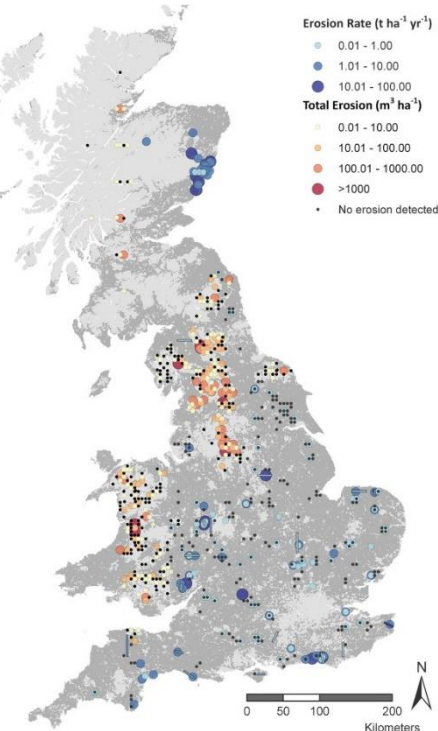 Erosion Rate (t ha⁻¹ yr⁻¹)
0.01 - 1.00
1.01 - 10.00
10.01 - 100.00
Total Erosion (m³ ha⁻¹)
0.01 - 10.00
10.01 - 100.00
100.01 - 1000.00
>1000
No erosion detected
N
0 50 100 200
Kilometers